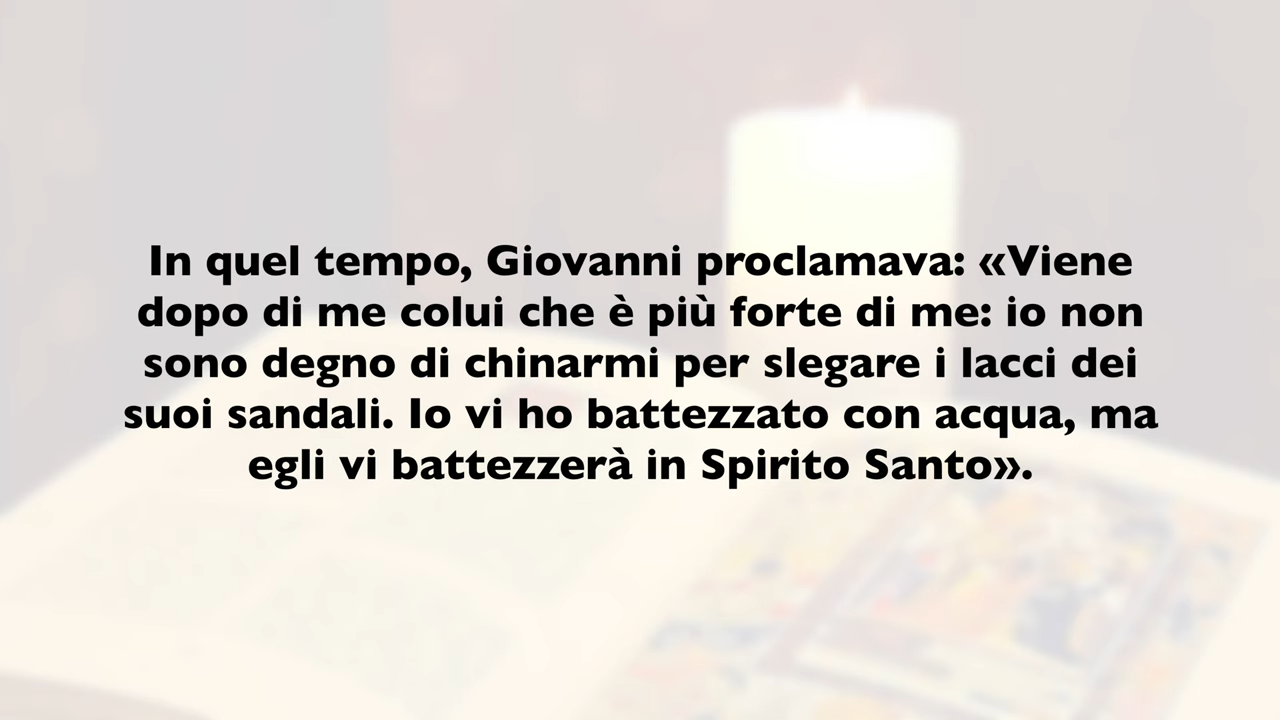 In quel tempo, Giovanni proclamava: «Viene
dopo di me colui che è più forte di me: io non
sono degno di chinarmi per slegare i lacci dei
suoi sandali. Io vi ho battezzato con acqua, ma
egli vi battezzerà in Spirito Santo».